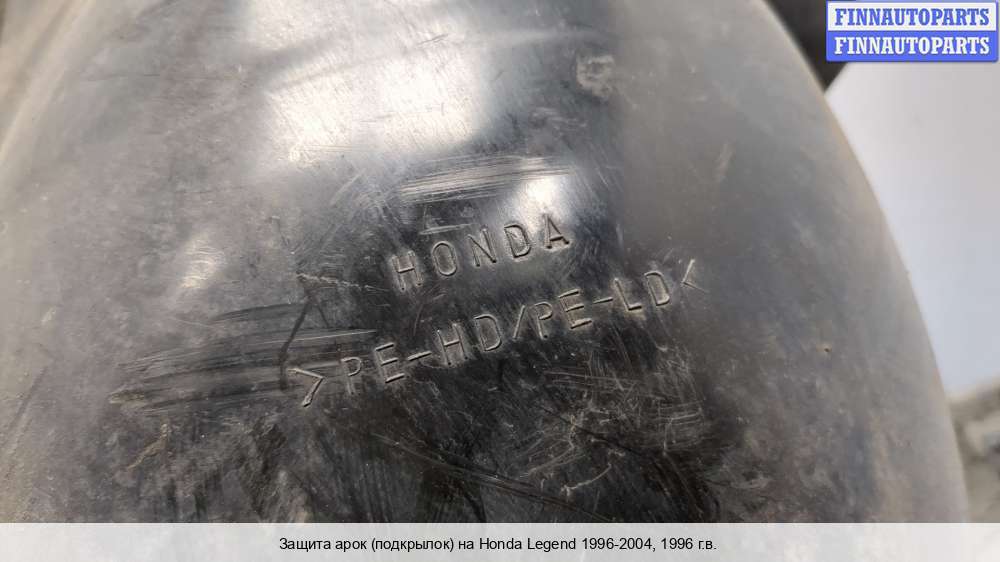 FINNAUTOPARTS
FINNAUTOPARTS
HONDA
>PE-HD/PE-LD<
Защита арок (подкрылок) на Honda Legend 1996-2004, 1996 г.в.